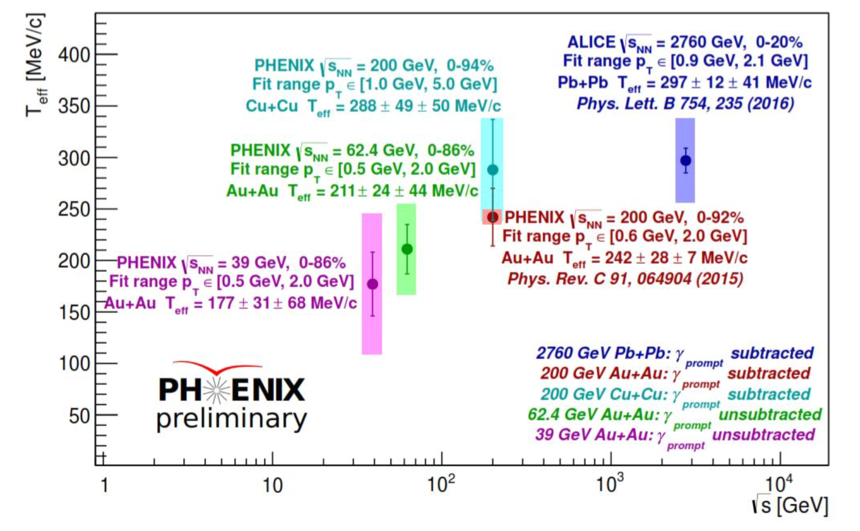 T_eff [MeV/c]
400
350
300
250
200
150
100
50
PHENIX √s_NN = 200 GeV, 0-94%
Fit range p_T ∈ [1.0 GeV, 5.0 GeV]
Cu+Cu T_eff = 288 ± 49 ± 50 MeV/c
ALICE √s_NN = 2760 GeV, 0-20%
Fit range p_T ∈ [0.9 GeV, 2.1 GeV]
Pb+Pb T_eff = 297 ± 12 ± 41 MeV/c
Phys. Lett. B 754, 235 (2016)
PHENIX √s_NN = 62.4 GeV, 0-86%
Fit range p_T ∈ [0.5 GeV, 2.0 GeV]
Au+Au T_eff = 211 ± 24 ± 44 MeV/c
PHENIX √s_NN = 200 GeV, 0-92%
Fit range p_T ∈ [0.6 GeV, 2.0 GeV]
Au+Au T_eff = 242 ± 28 ± 7 MeV/c
Phys. Rev. C 91, 064904 (2015)
PHENIX √s_NN = 39 GeV, 0-86%
Fit range p_T ∈ [0.5 GeV, 2.0 GeV]
Au+Au T_eff = 177 ± 31 ± 68 MeV/c
PHENIX
preliminary
2760 GeV Pb+Pb: γ_prompt subtracted
200 GeV Au+Au: γ_prompt subtracted
200 GeV Cu+Cu: γ_prompt subtracted
62.4 GeV Au+Au: γ_prompt unsubtracted
39 GeV Au+Au: γ_prompt unsubtracted
1 10 10² 10³ 10⁴
√s [GeV]